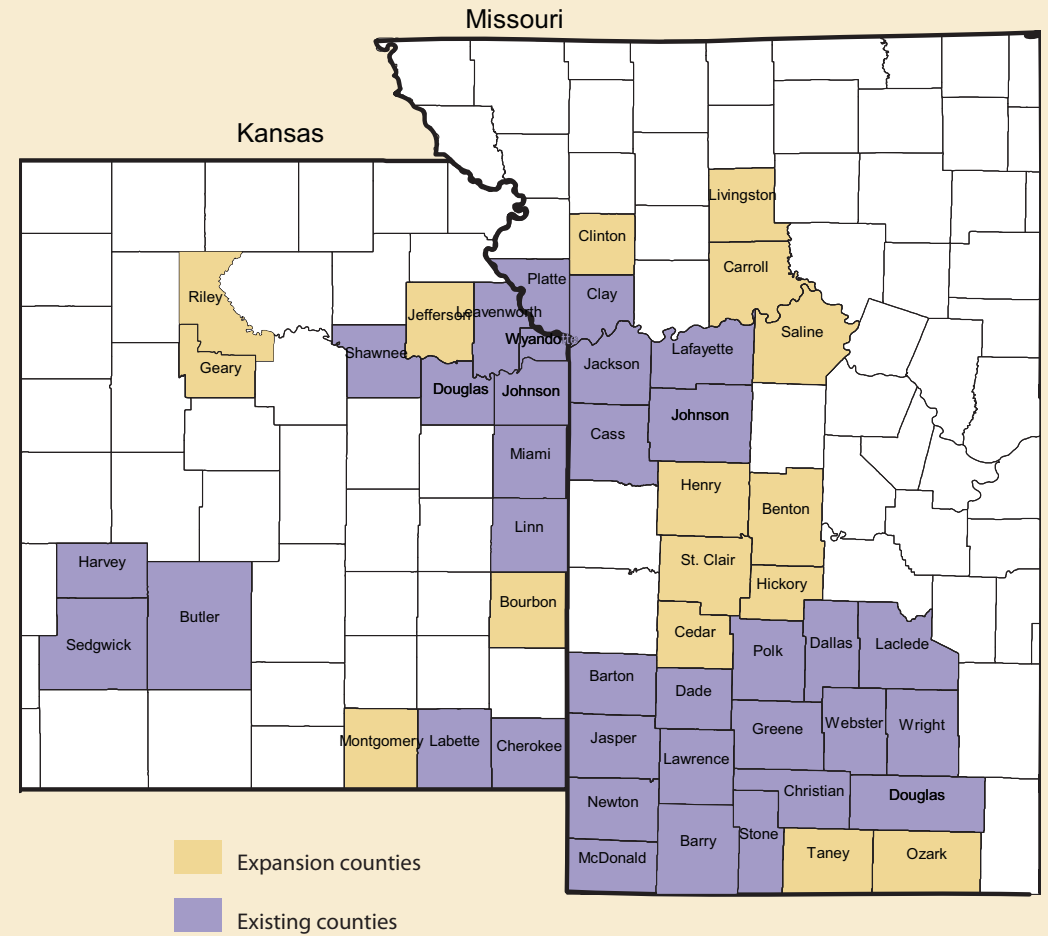 Missouri
Kansas
Livingston
Clinton
Carroll
Platte
Clay
Riley
Jefferson
Leavenworth
Saline
Wyandotte
Shawnee
Lafayette
Jackson
Geary
Douglas
Johnson
Johnson
Cass
Miami
Henry
Benton
Linn
St. Clair
Harvey
Hickory
Bourbon
Butler
Cedar
Sedgwick
Polk
Dallas
Laclede
Barton
Dade
Greene
Webster
Wright
Montgomery
Labette
Cherokee
Jasper
Lawrence
Christian
Douglas
Newton
Stone
Barry
McDonald
Taney
Ozark
Expansion counties
Existing counties